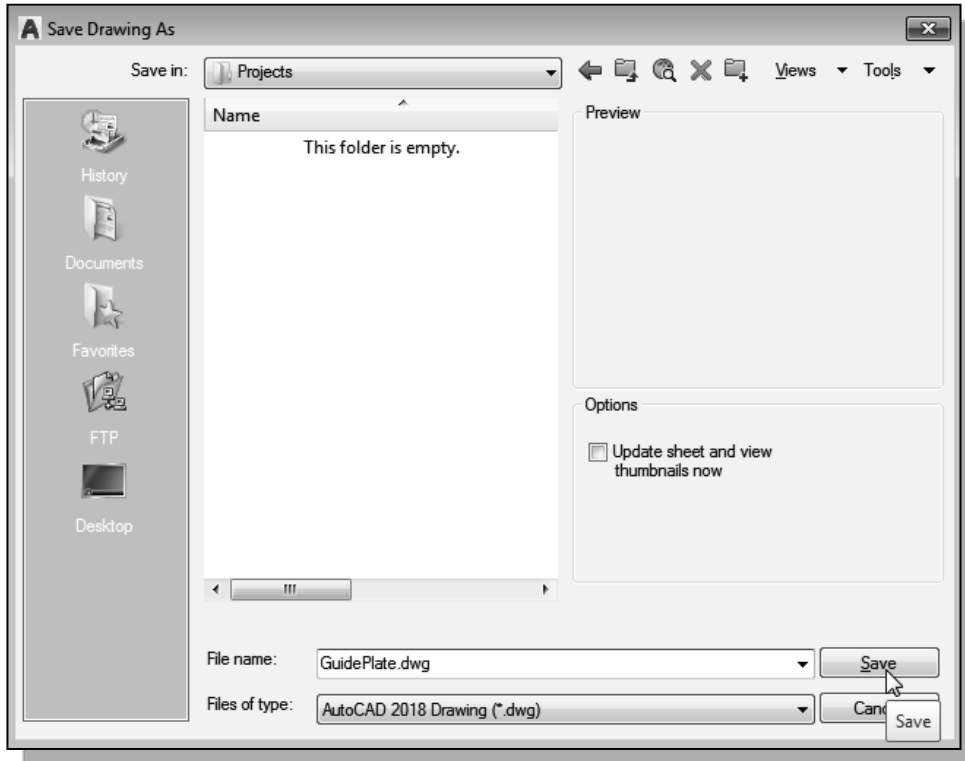 Save Drawing As
Save in: Projects Views Tools
Name
This folder is empty.
History
Documents
Favorites
FTP
Desktop
Preview
Options
Update sheet and view
thumbnails now
File name: GuidePlate.dwg Save
Files of type: AutoCAD 2018 Drawing (*.dwg)
Save